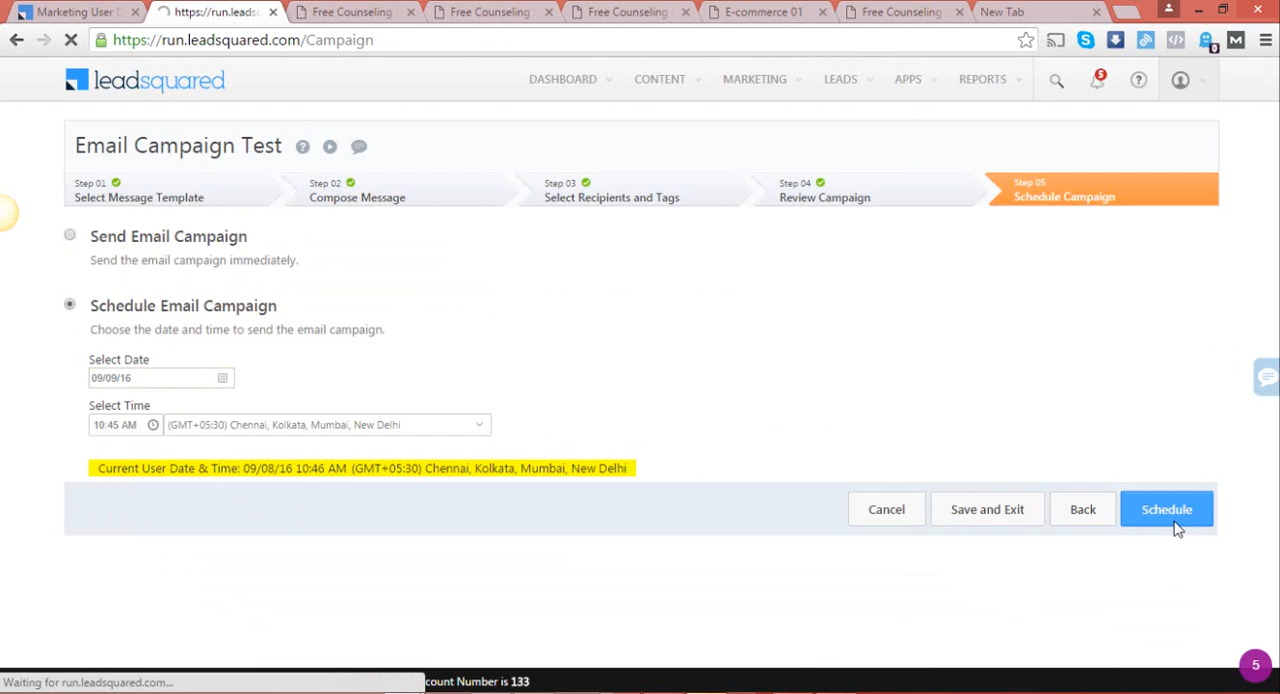 Marketing User D
https://run.leads
Free Counseling
Free Counseling
Free Counseling
E-commerce 01
Free Counseling
New Tab
https://run.leadsquared.com/Campaign
0
M
leadsquared
DASHBOARD
CONTENT
MARKETING
LEADS
APPS
REPORTS
5
?
Email Campaign Test
?
Step 01
Select Message Template
Step 02
Compose Message
Step 03
Select Recipients and Tags
Step 04
Review Campaign
Step 05
Schedule Campaign
Send Email Campaign
Send the email campaign immediately.
Schedule Email Campaign
Choose the date and time to send the email campaign.
Select Date
09/09/16
Select Time
10:45 AM
(GMT+05:30) Chennai, Kolkata, Mumbai, New Delhi
Current User Date & Time: 09/08/16 10:46 AM (GMT+05:30) Chennai, Kolkata, Mumbai, New Delhi
Cancel
Save and Exit
Back
Schedule
5
Waiting for run.leadsquared.com...
count Number is 133